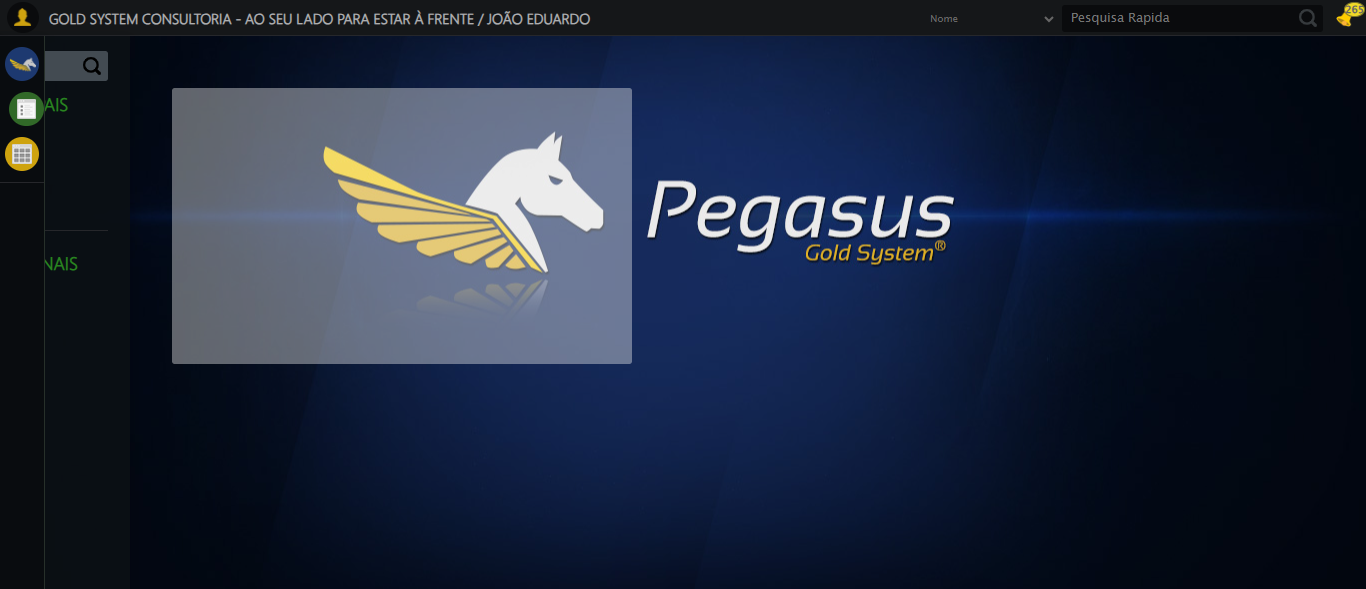 GOLD SYSTEM CONSULTORIA - AO SEU LADO PARA ESTAR À FRENTE / JOÃO EDUARDO
Nome
Pesquisa Rapida
265
AIS
NAIS
Pegasus
Gold System®